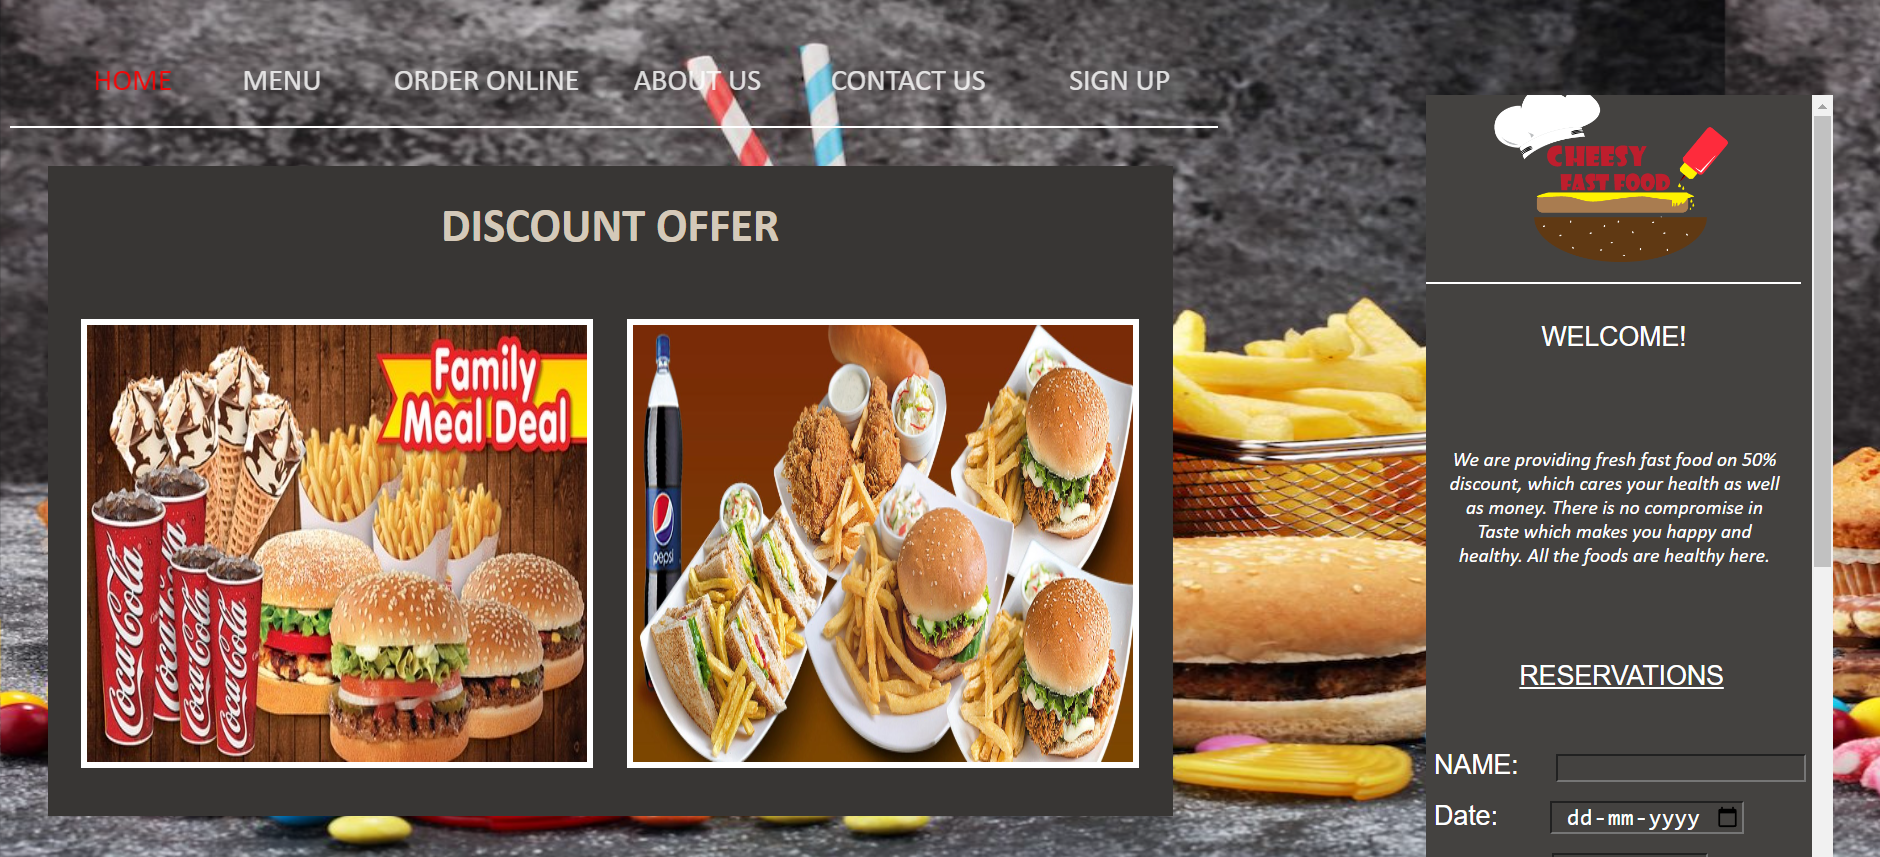 HOME MENU ORDER ONLINE ABOUT US CONTACT US SIGN UP
DISCOUNT OFFER
Family
Meal Deal
Coca-Cola
Coca-Cola
Coca-Cola
Coca-Cola
pepsi
CHEESY
FAST FOOD
WELCOME!
We are providing fresh fast food on 50%
discount, which cares your health as well
as money. There is no compromise in
Taste which makes you happy and
healthy. All the foods are healthy here.
RESERVATIONS
NAME:
Date: dd-mm-yyyy